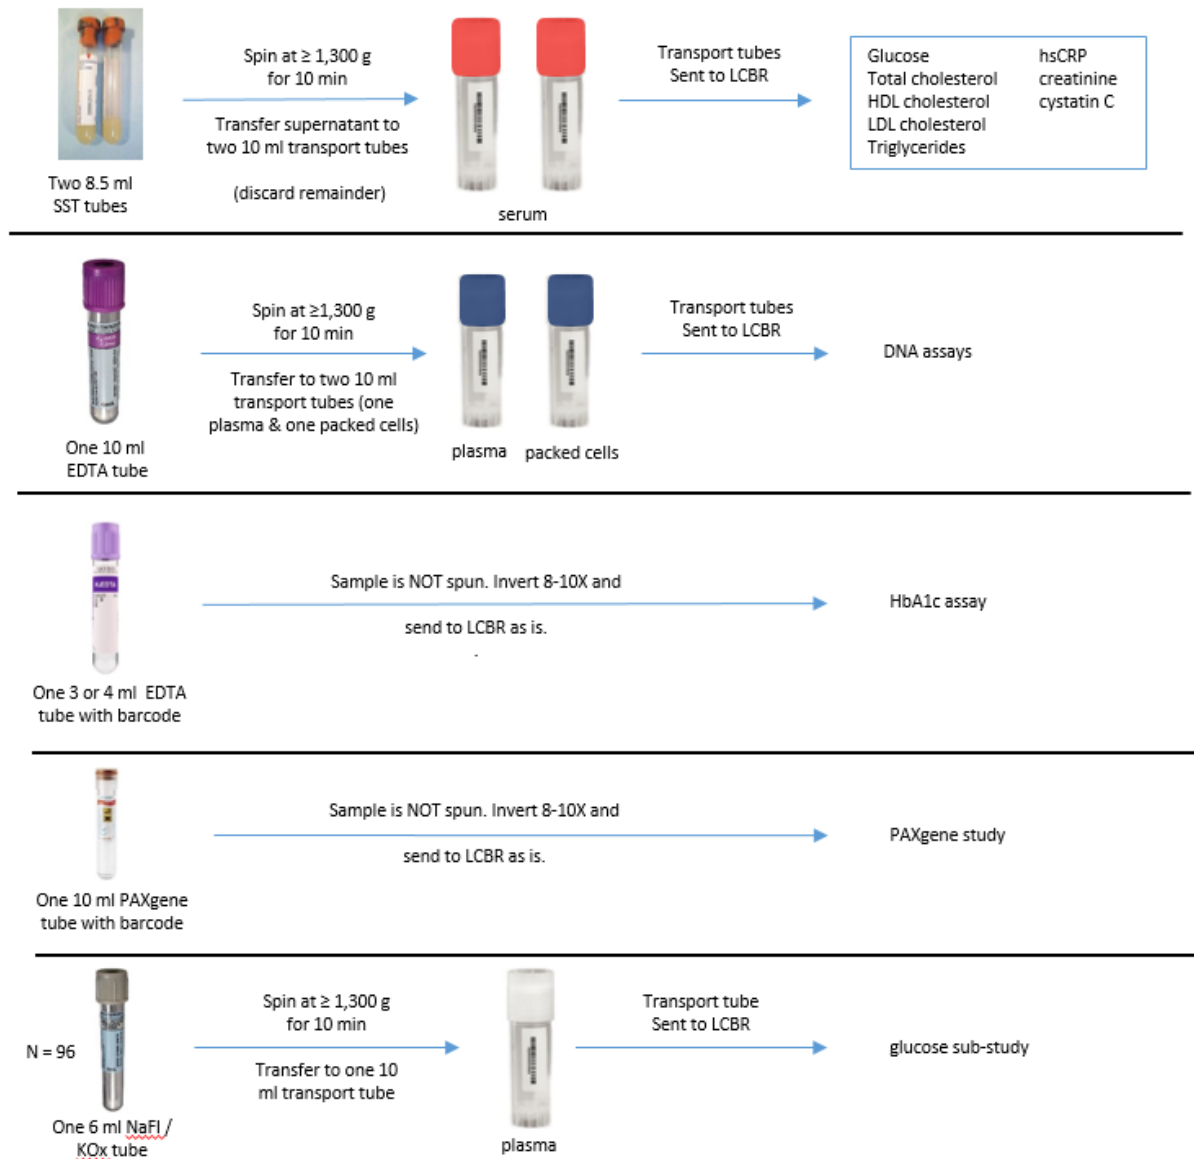 Spin at ≥ 1,300 g
for 10 min
Transfer supernatant to
two 10 ml transport tubes
(discard remainder)
Two 8.5 ml
SST tubes
serum
Transport tubes
Sent to LCBR
Glucose
Total cholesterol
HDL cholesterol
LDL cholesterol
Triglycerides
hsCRP
creatinine
cystatin C
Spin at ≥1,300 g
for 10 min
Transfer to two 10 ml
transport tubes (one
plasma & one packed cells)
One 10 ml
EDTA tube
plasma
packed cells
Transport tubes
Sent to LCBR
DNA assays
Sample is NOT spun. Invert 8-10X and
send to LCBR as is.
.
One 3 or 4 ml EDTA
tube with barcode
HbA1c assay
Sample is NOT spun. Invert 8-10X and
send to LCBR as is.
One 10 ml PAXgene
tube with barcode
PAXgene study
N = 96
Spin at ≥ 1,300 g
for 10 min
Transfer to one 10
ml transport tube
One 6 ml NaFl /
KOx tube
plasma
Transport tube
Sent to LCBR
glucose sub-study